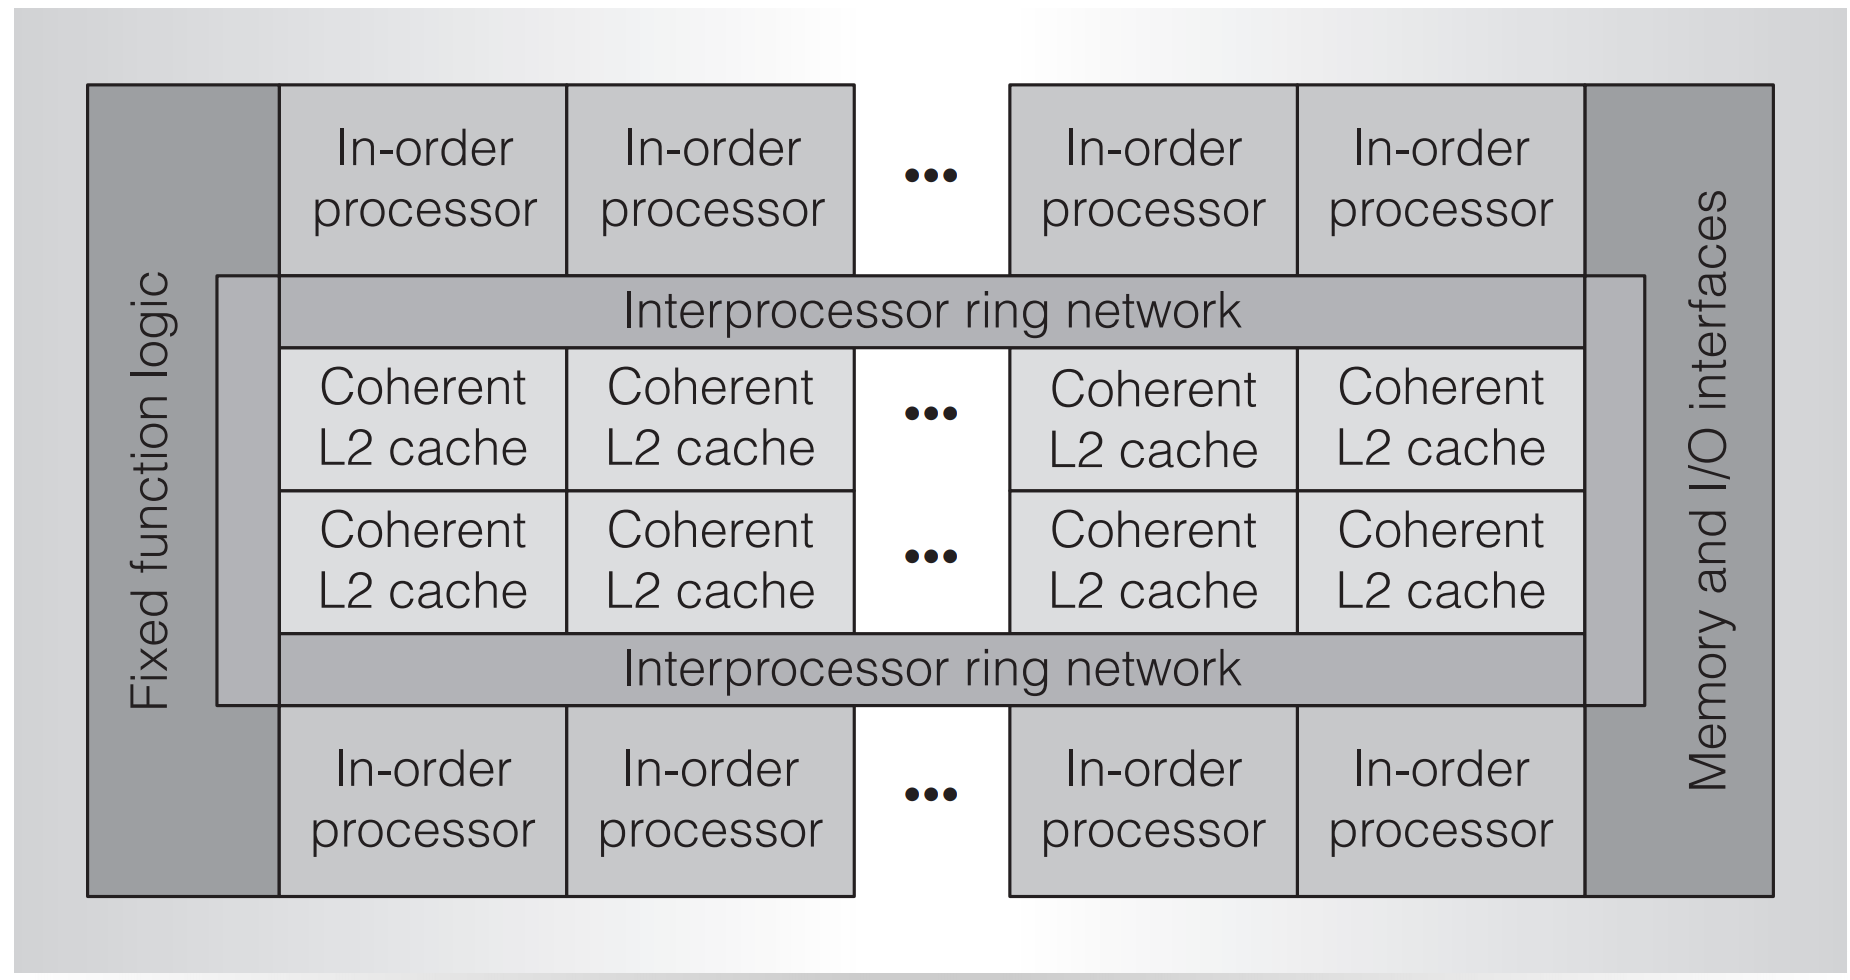 Fixed function logic
In-order
processor
In-order
processor
•••
In-order
processor
In-order
processor
Interprocessor ring network
Coherent
L2 cache
Coherent
L2 cache
•••
Coherent
L2 cache
Coherent
L2 cache
Coherent
L2 cache
Coherent
L2 cache
•••
Coherent
L2 cache
Coherent
L2 cache
Interprocessor ring network
In-order
processor
In-order
processor
•••
In-order
processor
In-order
processor
Memory and I/O interfaces